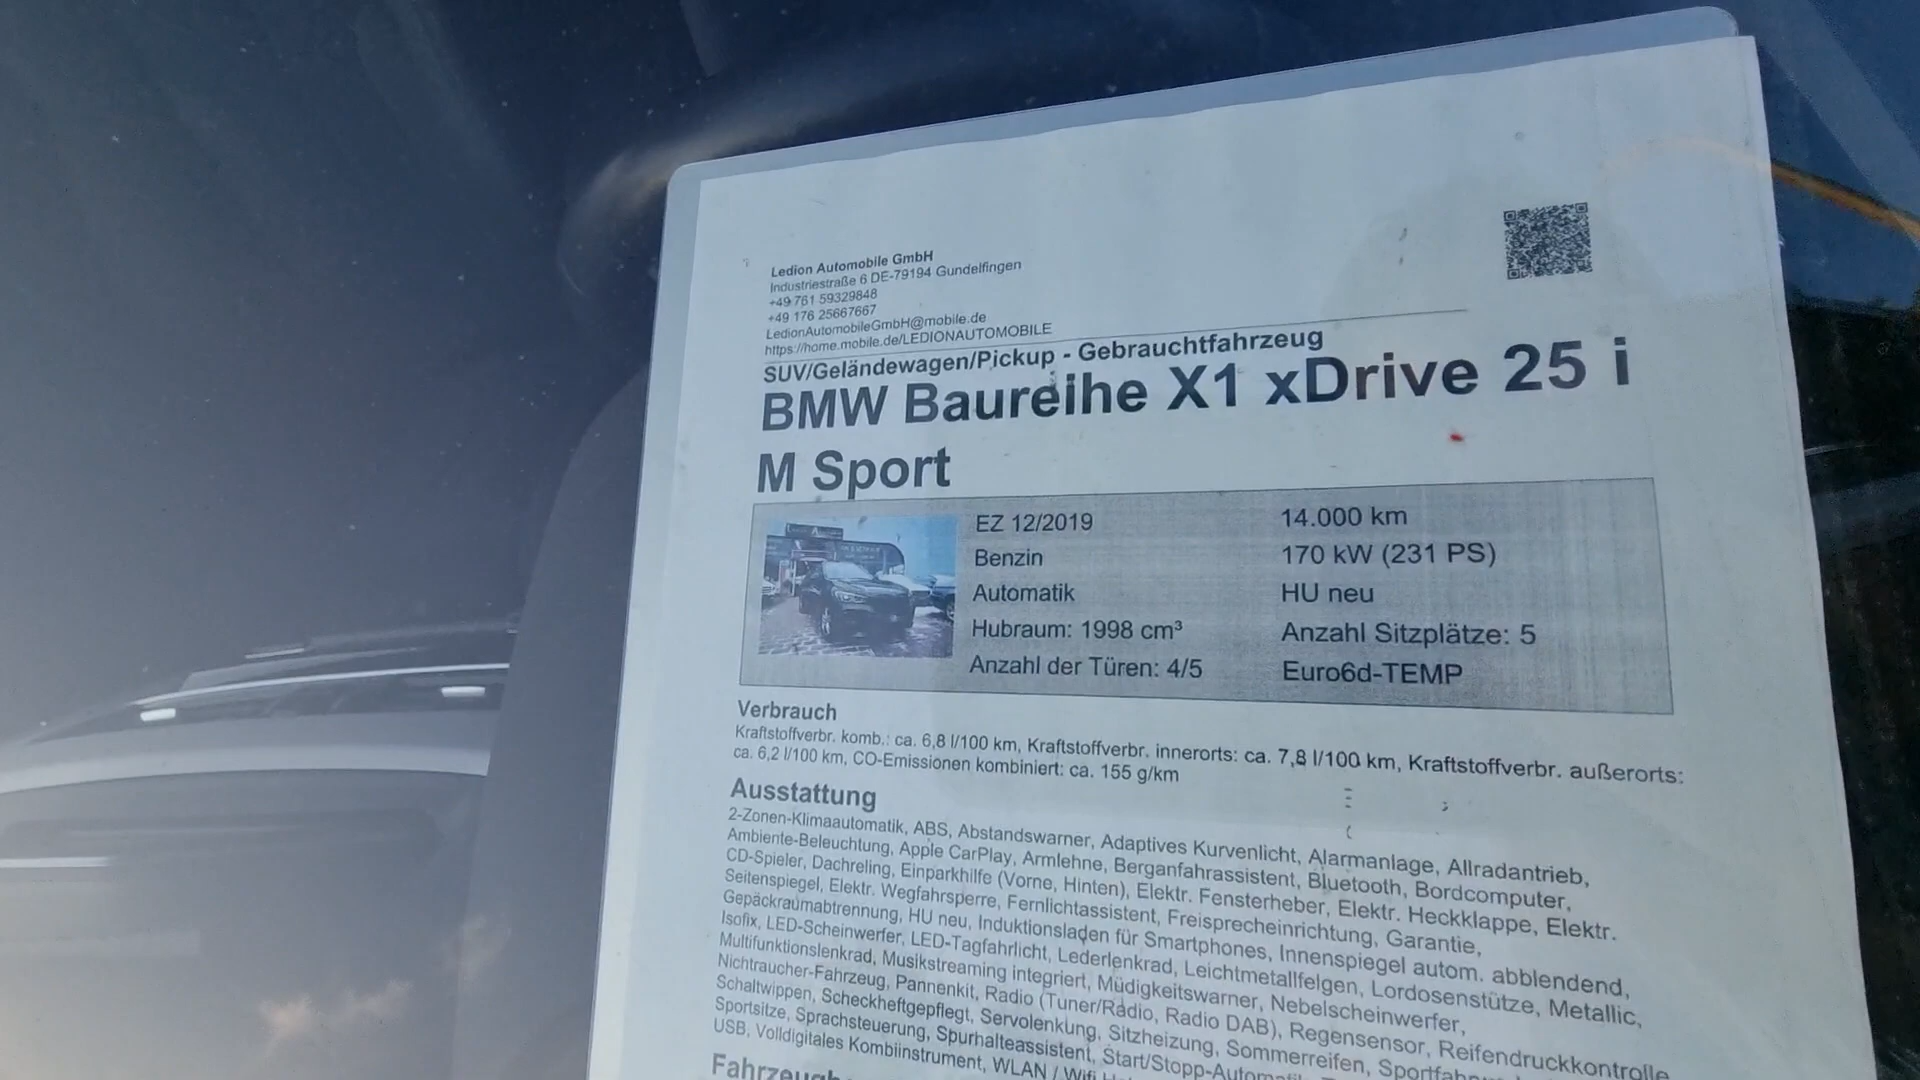 Ledion Automobile GmbH
Industriestraße 6 DE-79194 Gundelfingen
+49 761 59329848
+49 176 25667667
LedionAutomobileGmbH@mobile.de
https://home.mobile.de/LEDIONAUTOMOBILE
SUV/Geländewagen/Pickup - Gebrauchtfahrzeug
BMW Baureihe X1 xDrive 25 i
M Sport
EZ 12/2019 14.000 km
Benzin 170 kW (231 PS)
Automatik HU neu
Hubraum: 1998 cm³ Anzahl Sitzplätze: 5
Anzahl der Türen: 4/5 Euro6d-TEMP
Verbrauch
Kraftstoffverbr. komb.: ca. 6,8 l/100 km, Kraftstoffverbr. innerorts: ca. 7,8 l/100 km, Kraftstoffverbr. außerorts:
ca. 6,2 l/100 km, CO-Emissionen kombiniert: ca. 155 g/km
Ausstattung
2-Zonen-Klimaautomatik, ABS, Abstandswarner, Adaptives Kurvenlicht, Alarmanlage, Allradantrieb,
Ambiente-Beleuchtung, Apple CarPlay, Armlehne, Berganfahrassistent, Bluetooth, Bordcomputer,
CD-Spieler, Dachreling, Einparkhilfe (Vorne, Hinten), Elektr. Fensterheber, Elektr. Heckklappe, Elektr.
Seitenspiegel, Elektr. Wegfahrsperre, Fernlichtassistent, Freisprecheinrichtung, Garantie,
Gepäckraumabtrennung, HU neu, Induktionsladen für Smartphones, Innenspiegel autom. abblendend,
Isofix, LED-Scheinwerfer, LED-Tagfahrlicht, Lederlenkrad, Leichtmetallfelgen, Lordosenstütze, Metallic,
Multifunktionslenkrad, Musikstreaming integriert, Müdigkeitswarner, Nebelscheinwerfer,
Nichtraucher-Fahrzeug, Pannenkit, Radio (Tuner/Radio, Radio DAB), Regensensor, Reifendruckkontrolle
Schaltwippen, Scheckheftgepflegt, Servolenkung, Sitzheizung, Sommerreifen,
Sportsitze, Sprachsteuerung, Spurhalteassistent,
USB, Volldigitales Kombiinstrument, WLAN /